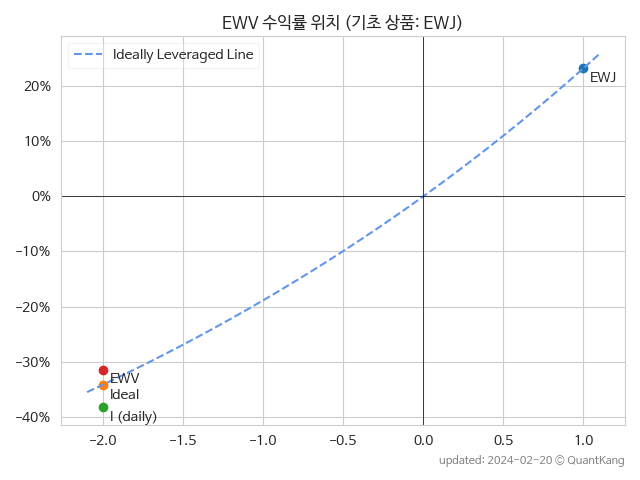 EWV 수익률 위치 (기초 상품: EWJ)
Ideally Leveraged Line
EWJ
20%
10%
0%
−10%
−20%
−30%
−40%
EWV
Ideal
I (daily)
−2.0 −1.5 −1.0 −0.5 0.0 0.5 1.0
updated: 2024-02-20 © QuantKang